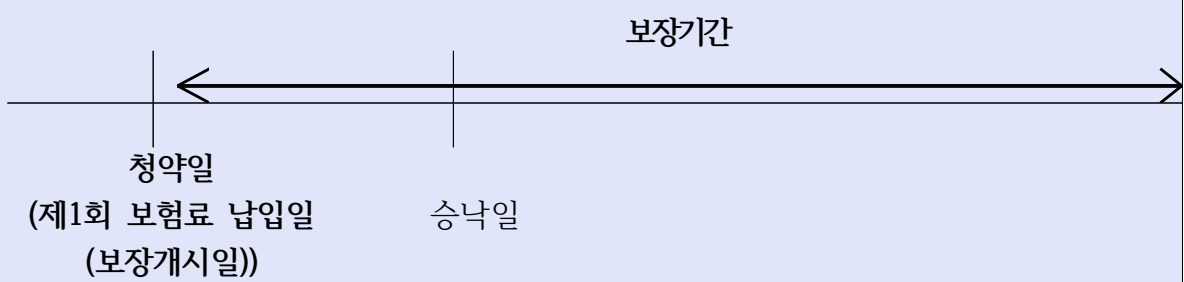 보장기간
청약일
(제1회 보험료 납입일
(보장개시일))
승낙일